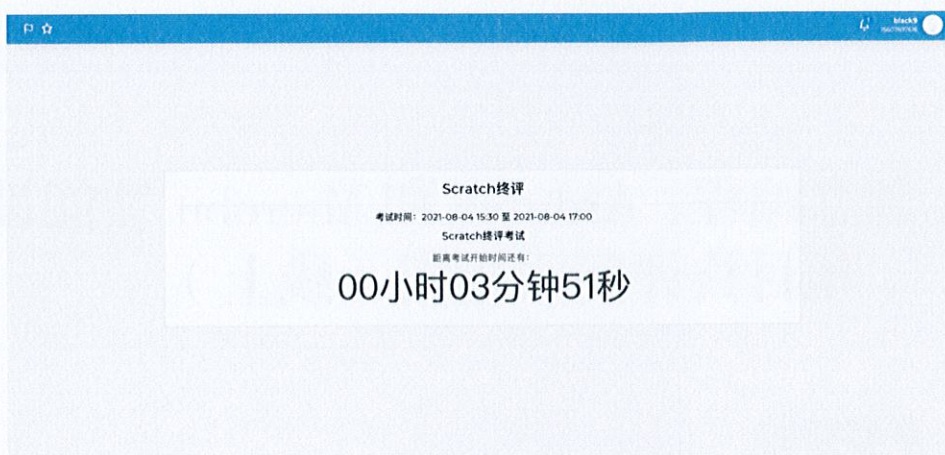 black9
Scratch终评
考试时间：2021-08-04 15:30 至 2021-08-04 17:00
Scratch终评考试
距离考试开始时间还有：
00小时03分钟51秒